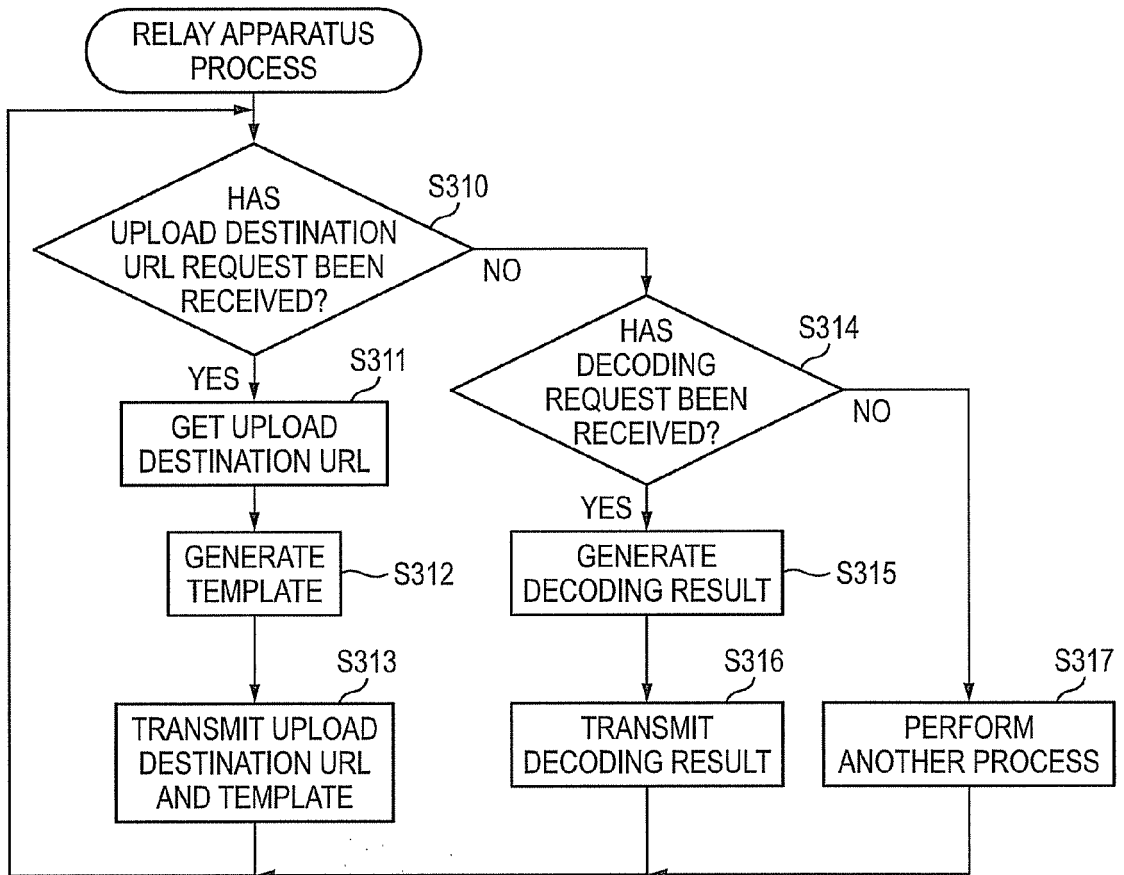 RELAY APPARATUS
PROCESS
S310
HAS
UPLOAD DESTINATION
URL REQUEST BEEN
RECEIVED?
NO
YES
S311
GET UPLOAD
DESTINATION URL
GENERATE
TEMPLATE
S312
S313
TRANSMIT UPLOAD
DESTINATION URL
AND TEMPLATE
S314
HAS
DECODING
REQUEST BEEN
RECEIVED?
NO
YES
GENERATE
DECODING RESULT
S315
S316
TRANSMIT
DECODING RESULT
S317
PERFORM
ANOTHER PROCESS